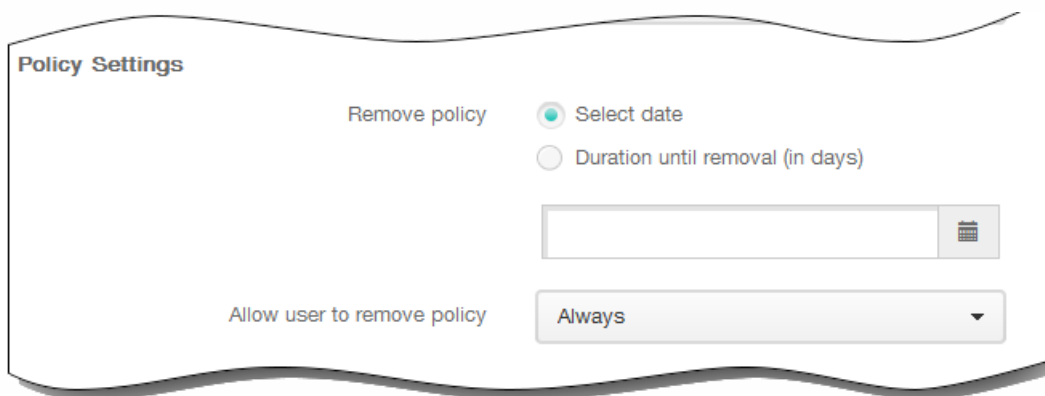 Policy Settings
Remove policy
Select date
Duration until removal (in days)
Allow user to remove policy
Always